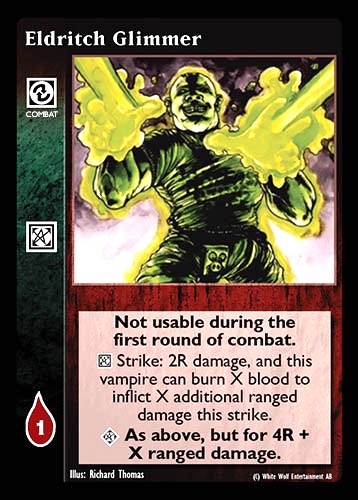 Eldritch Glimmer
COMBAT
Not usable during the
first round of combat.
Strike: 2R damage, and this
vampire can burn X blood to
inflict X additional ranged
damage this strike.
As above, but for 4R +
X ranged damage.
1
Illus: Richard Thomas
(C) White Wolf Entertainment AB